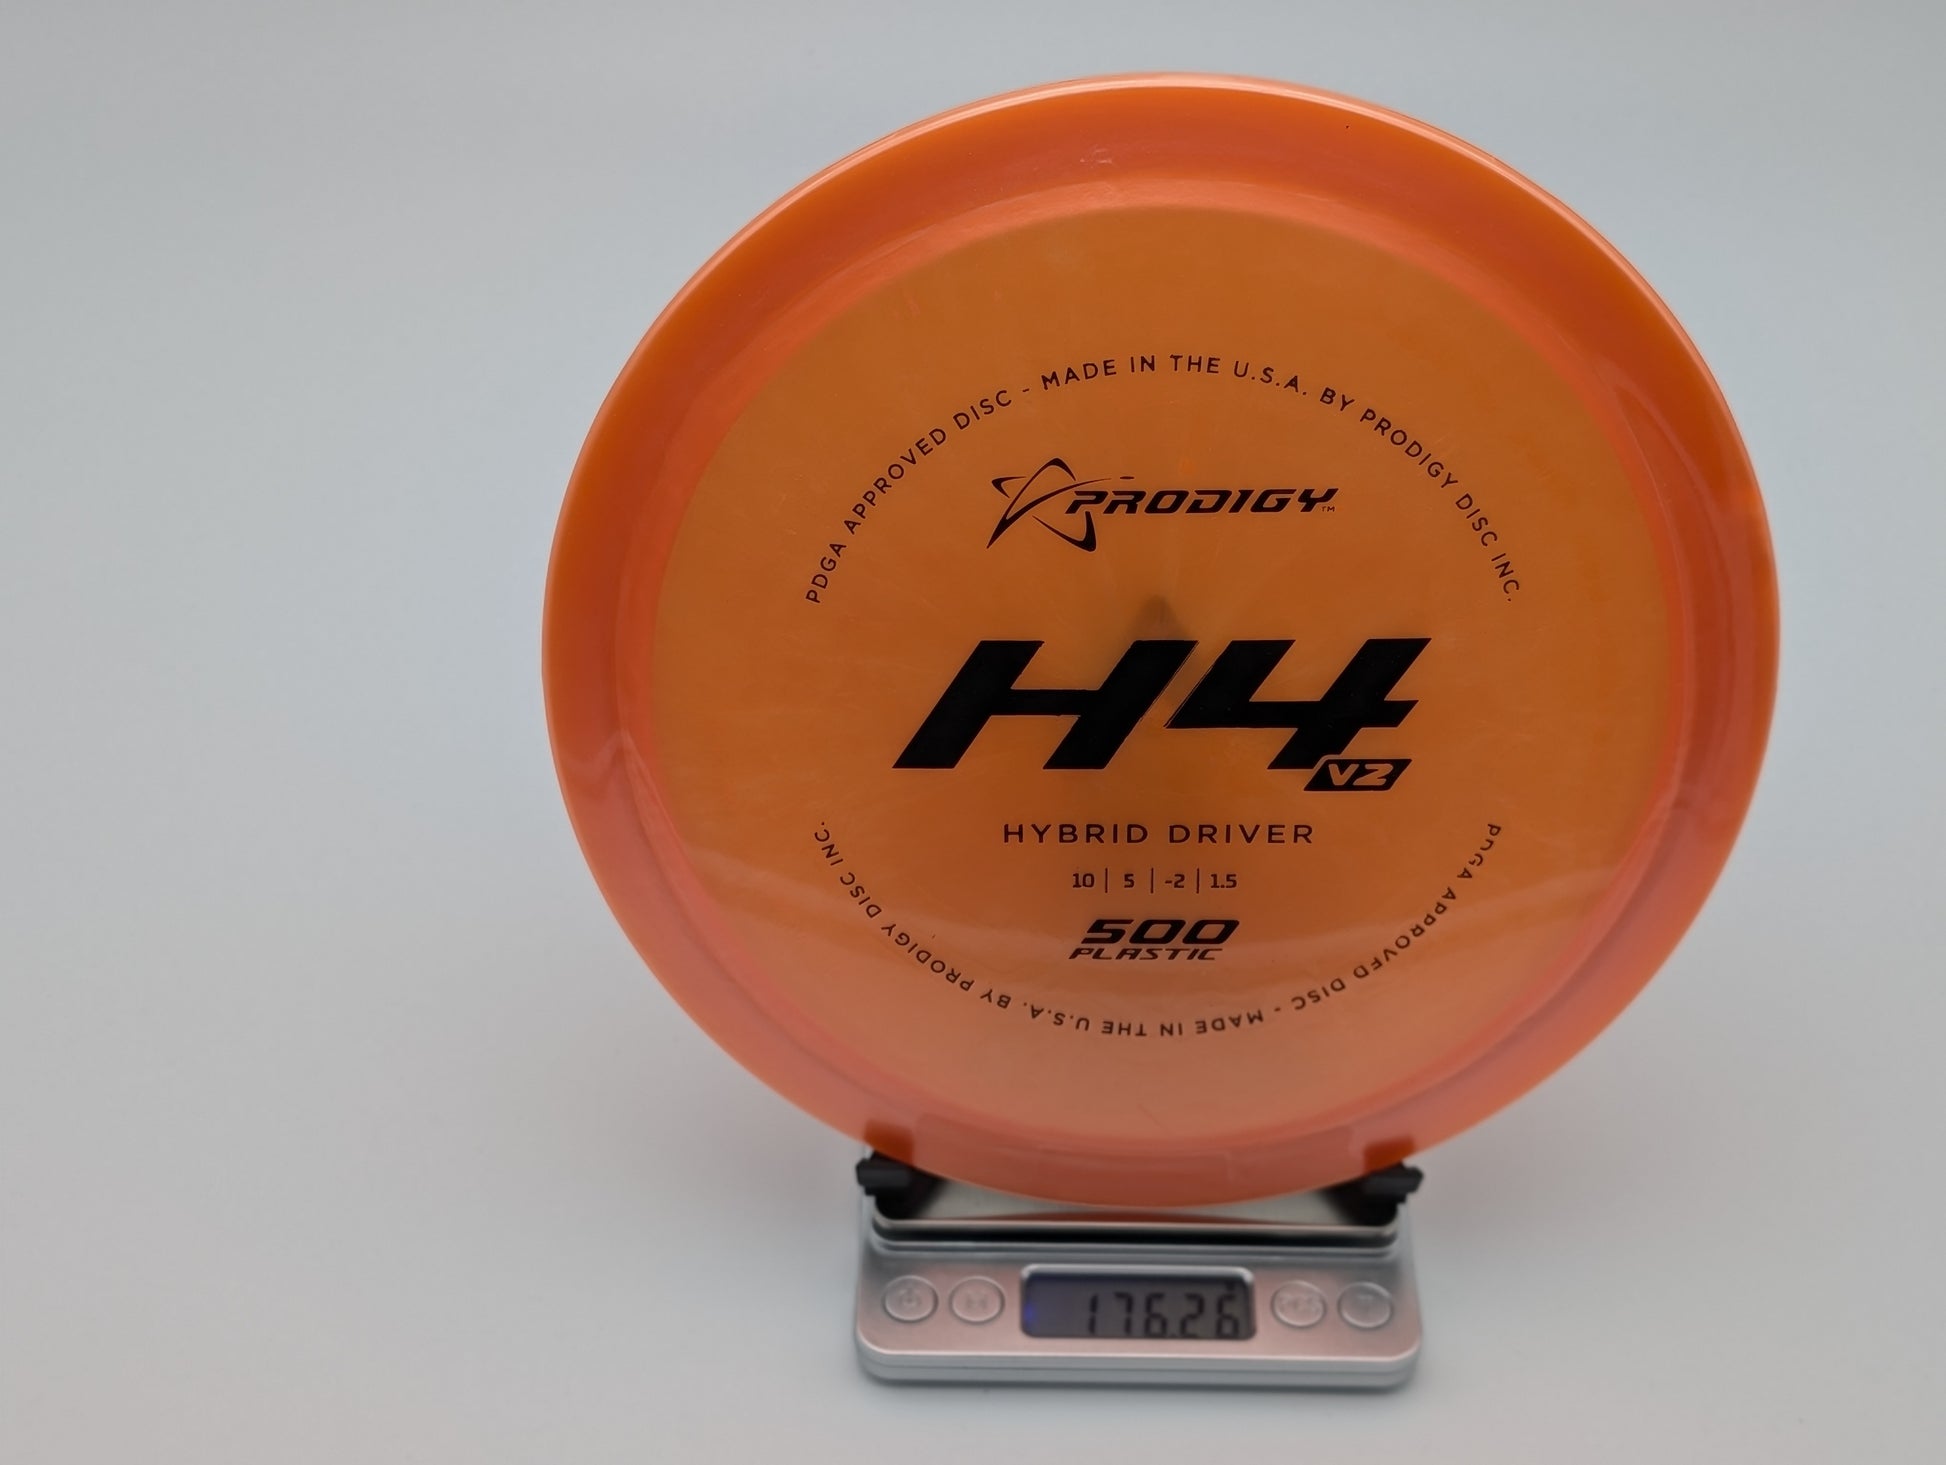 PDGA APPROVED DISC - MADE IN THE U.S.A. BY PRODIGY DISC INC.
PRODIGY™
H4
V2
HYBRID DRIVER
10 | 5 | -2 | 1.5
500
PLASTIC
PDGA APPROVED DISC - MADE IN THE U.S.A. BY PRODIGY DISC INC.
176.26